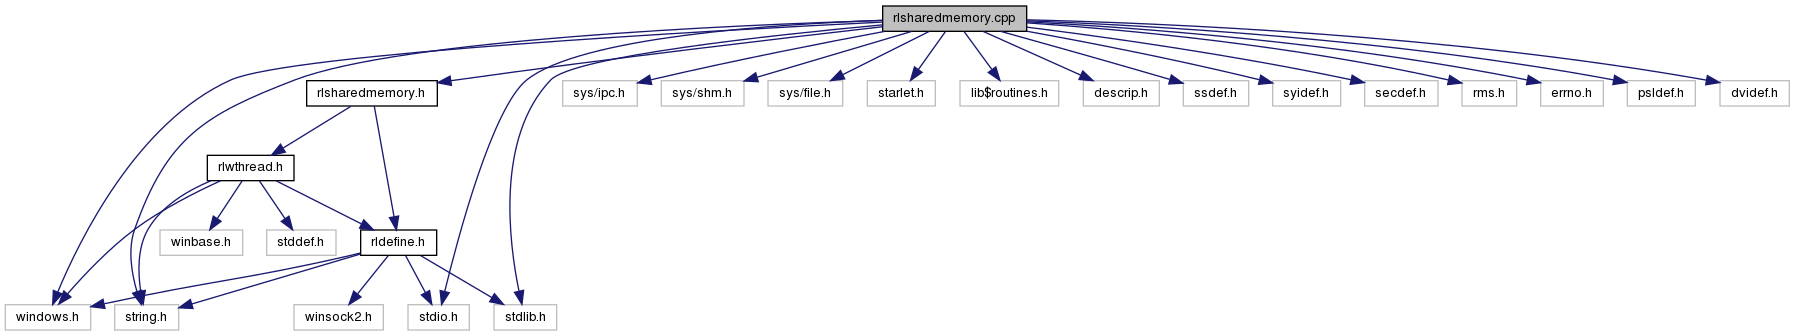 rlsharedmemory.cpp
rlsharedmemory.h
sys/ipc.h
sys/shm.h
sys/file.h
starlet.h
lib$routines.h
descrip.h
ssdef.h
syidef.h
secdef.h
rms.h
errno.h
psldef.h
dvidef.h
rlwthread.h
winbase.h
stddef.h
rldefine.h
windows.h
string.h
winsock2.h
stdio.h
stdlib.h